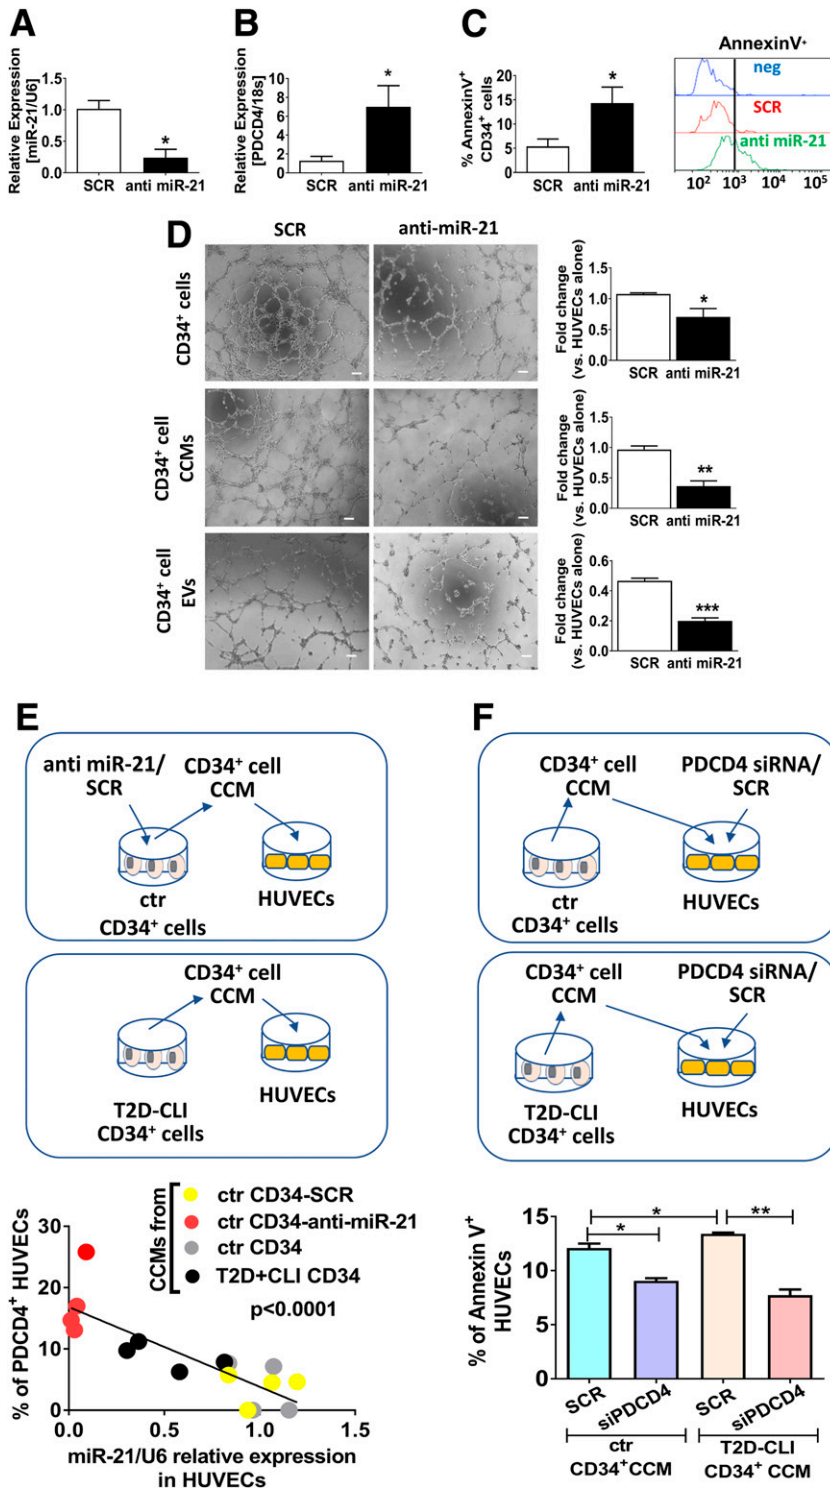 A
Relative Expression
[miR-21/U6]
1.5
1.0
0.5
0.0
*
SCR
anti miR-21
B
Relative Expression
[PDCD4/18s]
10
8
6
4
2
0
*
SCR
anti miR-21
C
% AnnexinV+
CD34+ cells
20
15
10
5
0
*
SCR
anti miR-21
AnnexinV+
neg
SCR
anti miR-21
10² 10³ 10⁴ 10⁵
D
SCR
anti-miR-21
CD34+ cells
Fold change
(vs. HUVECs alone)
1.5
1.0
0.5
0.0
*
SCR
anti miR-21
CD34+ cell
CCMs
Fold change
(vs. HUVECs alone)
1.5
1.0
0.5
0.0
**
SCR
anti miR-21
CD34+ cell
EVs
Fold change
(vs. HUVECs alone)
0.6
0.4
0.2
0.0
***
SCR
anti miR-21
E
anti miR-21/
SCR
CD34+ cell
CCM
ctr
CD34+ cells
HUVECs
CD34+ cell
CCM
T2D-CLI
CD34+ cells
HUVECs
CCMs from
ctr CD34-SCR
ctr CD34-anti-miR-21
ctr CD34
T2D+CLI CD34
p<0.0001
% of PDCD4+ HUVECs
30
20
10
0
0.0 0.5 1.0 1.5
miR-21/U6 relative expression
in HUVECs
F
CD34+ cell
CCM
PDCD4 siRNA/
SCR
ctr
CD34+ cells
HUVECs
CD34+ cell
CCM
PDCD4 siRNA/
SCR
T2D-CLI
CD34+ cells
HUVECs
% of Annexin V+
HUVECs
15
10
5
0
*
*
**
SCR
siPDCD4
SCR
siPDCD4
ctr
CD34+CCM
T2D-CLI
CD34+ CCM